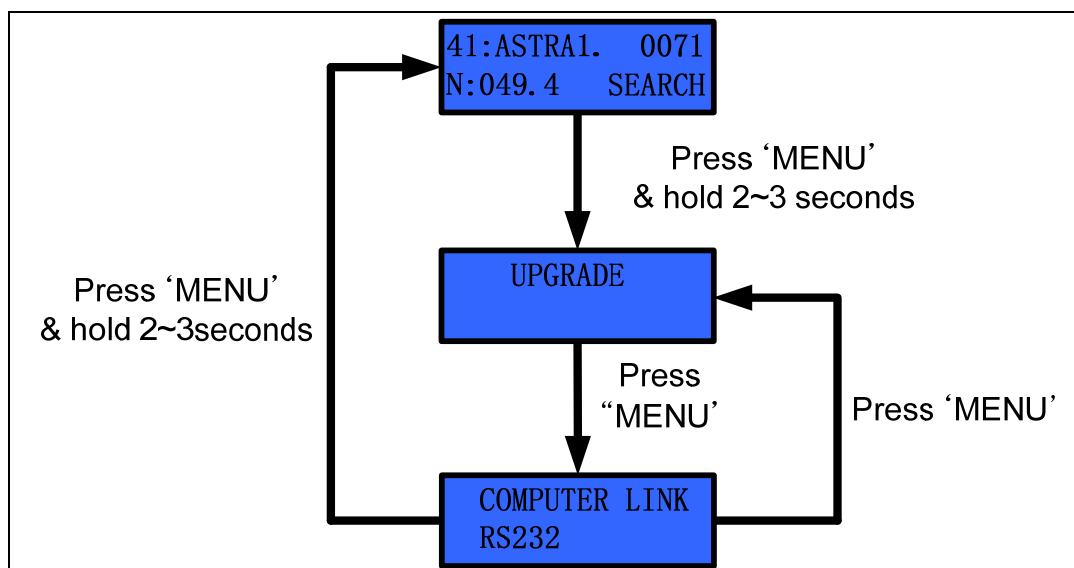 41:ASTRA1. 0071
N:049.4 SEARCH
Press ‘MENU’
& hold 2~3 seconds
UPGRADE
Press ‘MENU’
& hold 2~3seconds
Press
“MENU’
Press ‘MENU’
COMPUTER LINK
RS232